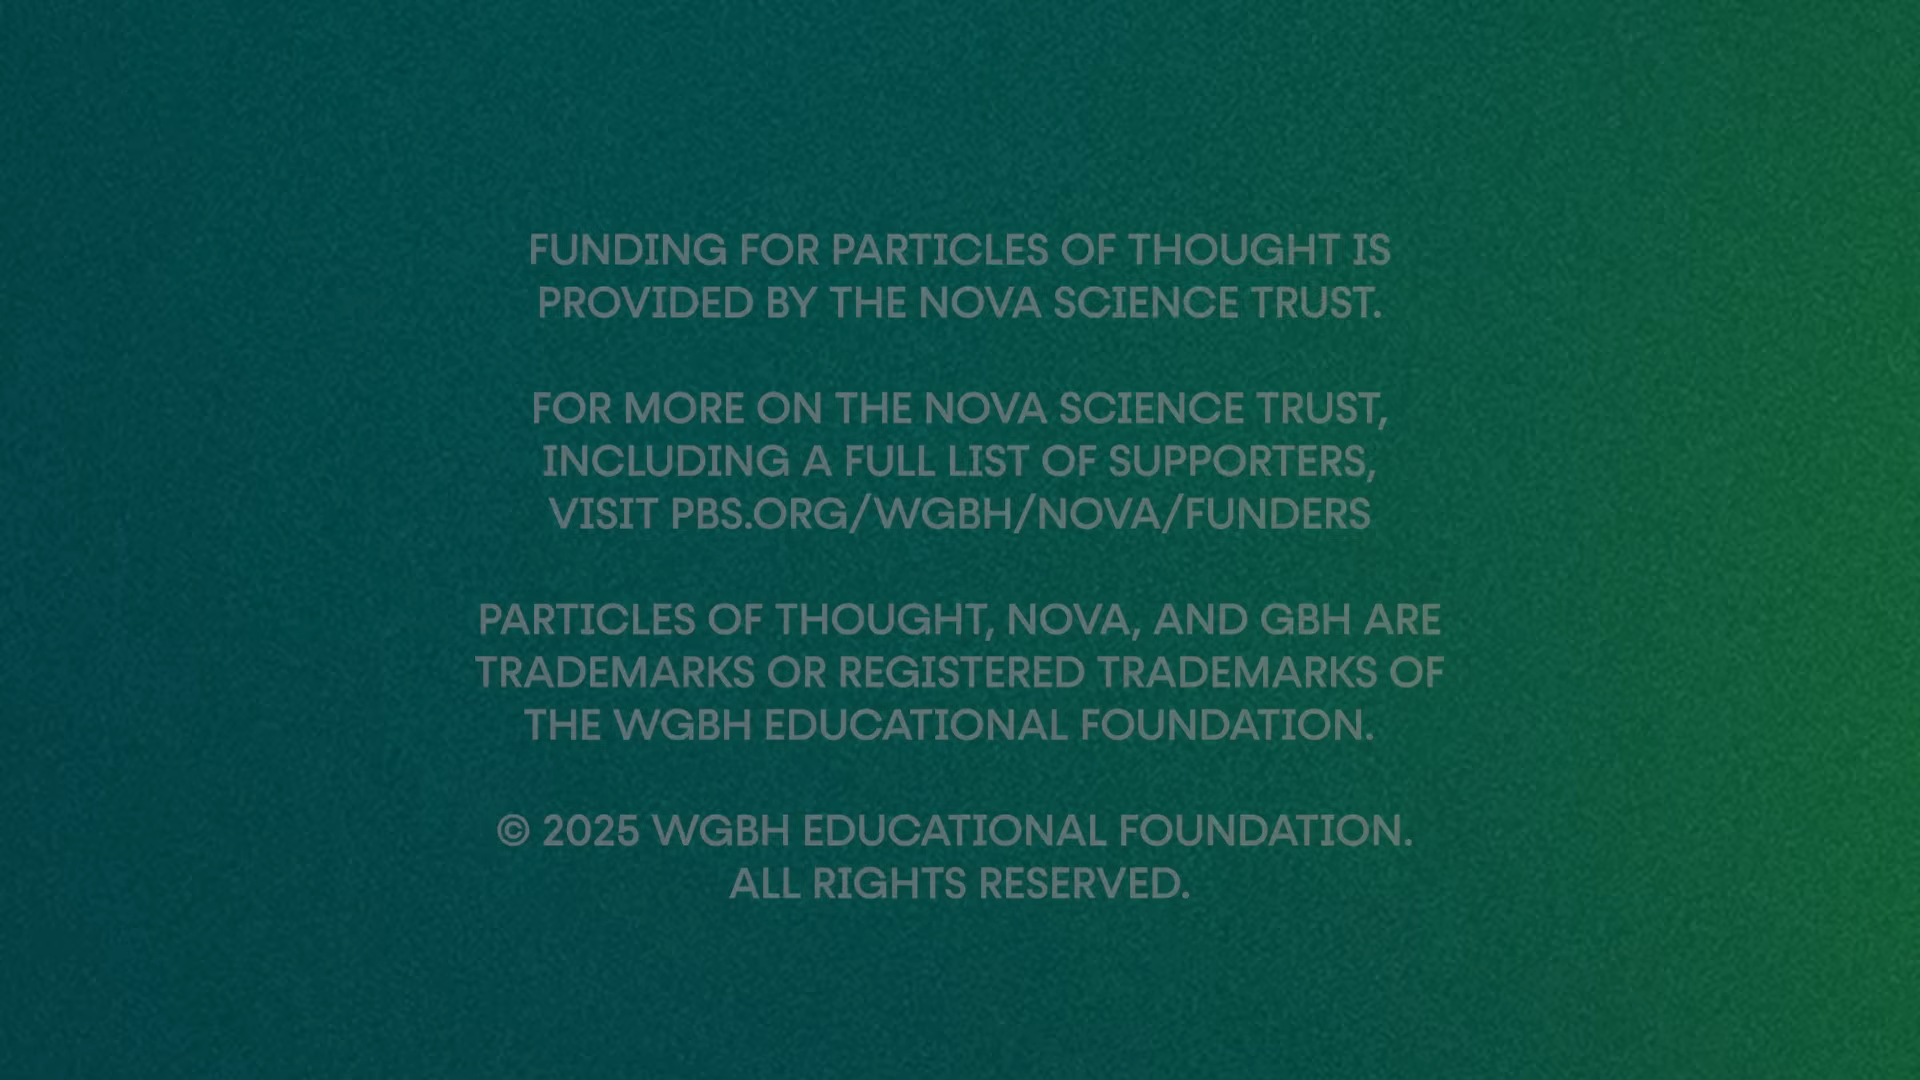 FUNDING FOR PARTICLES OF THOUGHT IS
PROVIDED BY THE NOVA SCIENCE TRUST.
FOR MORE ON THE NOVA SCIENCE TRUST,
INCLUDING A FULL LIST OF SUPPORTERS,
VISIT PBS.ORG/WGBH/NOVA/FUNDERS
PARTICLES OF THOUGHT, NOVA, AND GBH ARE
TRADEMARKS OR REGISTERED TRADEMARKS OF
THE WGBH EDUCATIONAL FOUNDATION.
© 2025 WGBH EDUCATIONAL FOUNDATION.
ALL RIGHTS RESERVED.